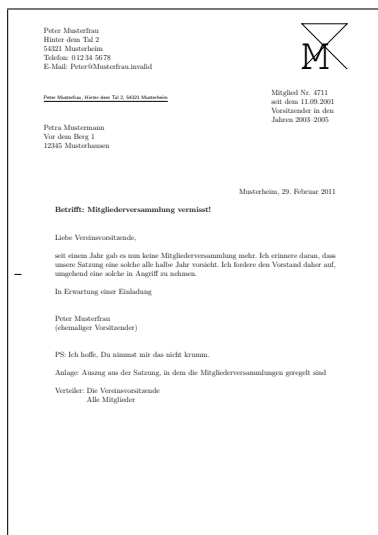 Peter Musterfrau
Hinter dem Tal 2
54321 Musterheim
Telefon: 01234 5678
E-Mail: Peter@Musterfrau.invalid
M
Peter Musterfrau, Hinter dem Tal 2, 54321 Musterheim
Mitglied Nr. 4711
seit dem 11.09.2001
Vorsitzender in den
Jahren 2003–2005
Petra Mustermann
Vor dem Berg 1
12345 Musterhausen
Musterheim, 29. Februar 2011
Betrifft: Mitgliederversammlung vermisst!
Liebe Vereinsvorsitzende,
seit einem Jahr gab es nun keine Mitgliederversammlung mehr. Ich erinnere daran, dass
unsere Satzung eine solche alle halbe Jahr vorsieht. Ich fordere den Vorstand daher auf,
umgehend eine solche in Angriff zu nehmen.
In Erwartung einer Einladung
Peter Musterfrau
(ehemaliger Vorsitzender)
PS: Ich hoffe, Du nimmst mir das nicht krumm.
Anlage: Auszug aus der Satzung, in dem die Mitgliederversammlungen geregelt sind
Verteiler: Die Vereinsvorsitzende
Alle Mitglieder